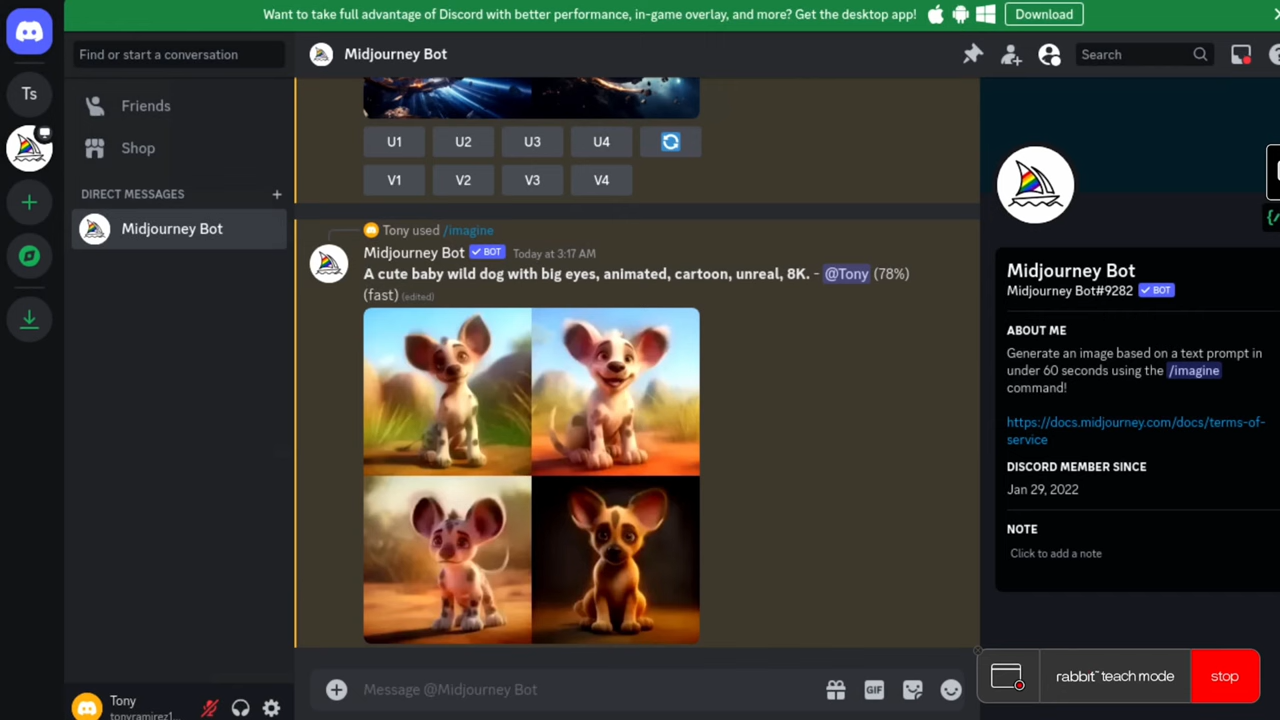 Want to take full advantage of Discord with better performance, in-game overlay, and more? Get the desktop app!
Download
Find or start a conversation
Midjourney Bot
Search
Ts
Friends
Shop
DIRECT MESSAGES
Midjourney Bot
U1 U2 U3 U4
V1 V2 V3 V4
Tony used /imagine
Midjourney Bot BOT Today at 3:17 AM
A cute baby wild dog with big eyes, animated, cartoon, unreal, 8K. - @Tony (78%)
(fast) (edited)
Message @Midjourney Bot
GIF
Tony
tonyramirez1...
Midjourney Bot
Midjourney Bot#9282 BOT
ABOUT ME
Generate an image based on a text prompt in
under 60 seconds using the /imagine
command!
https://docs.midjourney.com/docs/terms-of-
service
DISCORD MEMBER SINCE
Jan 29, 2022
NOTE
Click to add a note
rabbit™ teach mode
stop